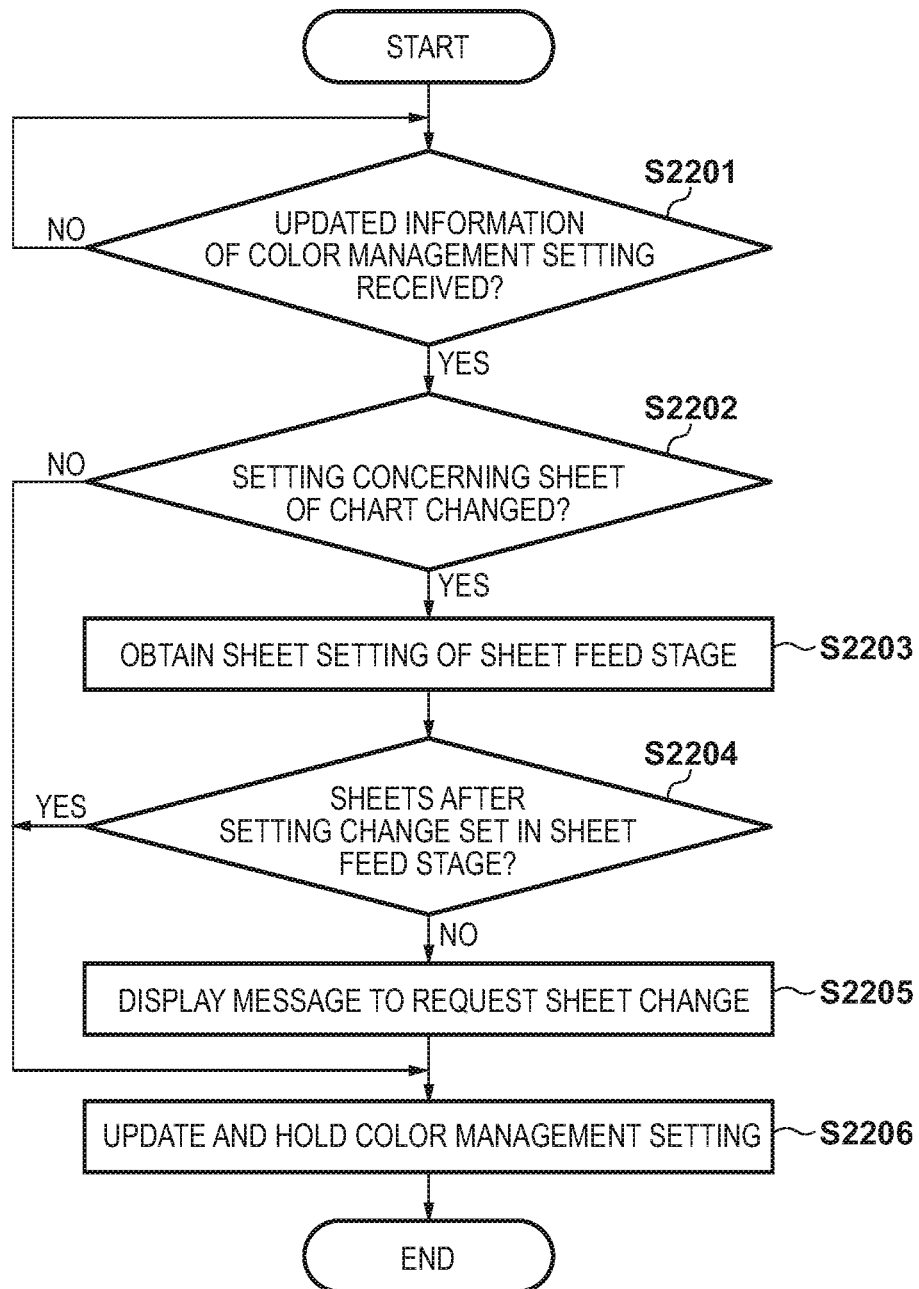 START
S2201
NO
UPDATED INFORMATION
OF COLOR MANAGEMENT SETTING
RECEIVED?
YES
S2202
NO
SETTING CONCERNING SHEET
OF CHART CHANGED?
YES
OBTAIN SHEET SETTING OF SHEET FEED STAGE
S2203
S2204
YES
SHEETS AFTER
SETTING CHANGE SET IN SHEET
FEED STAGE?
NO
DISPLAY MESSAGE TO REQUEST SHEET CHANGE
S2205
UPDATE AND HOLD COLOR MANAGEMENT SETTING
S2206
END